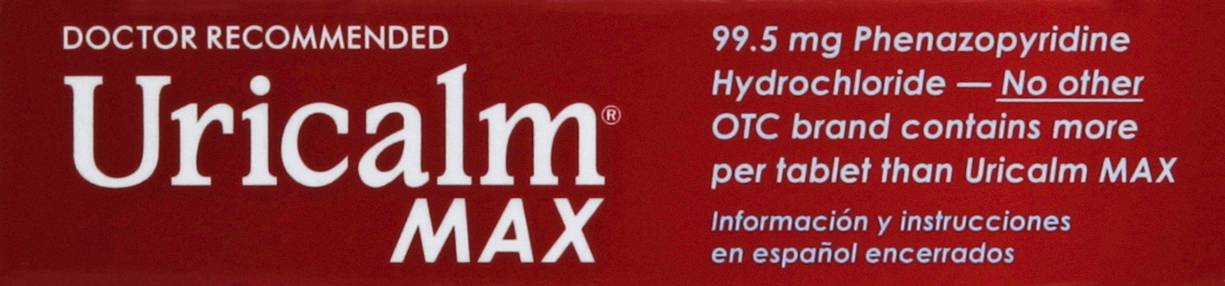 DOCTOR RECOMMENDED
Uricalm®
MAX
99.5 mg Phenazopyridine
Hydrochloride — No other
OTC brand contains more
per tablet than Uricalm MAX
Información y instrucciones
en español encerrados